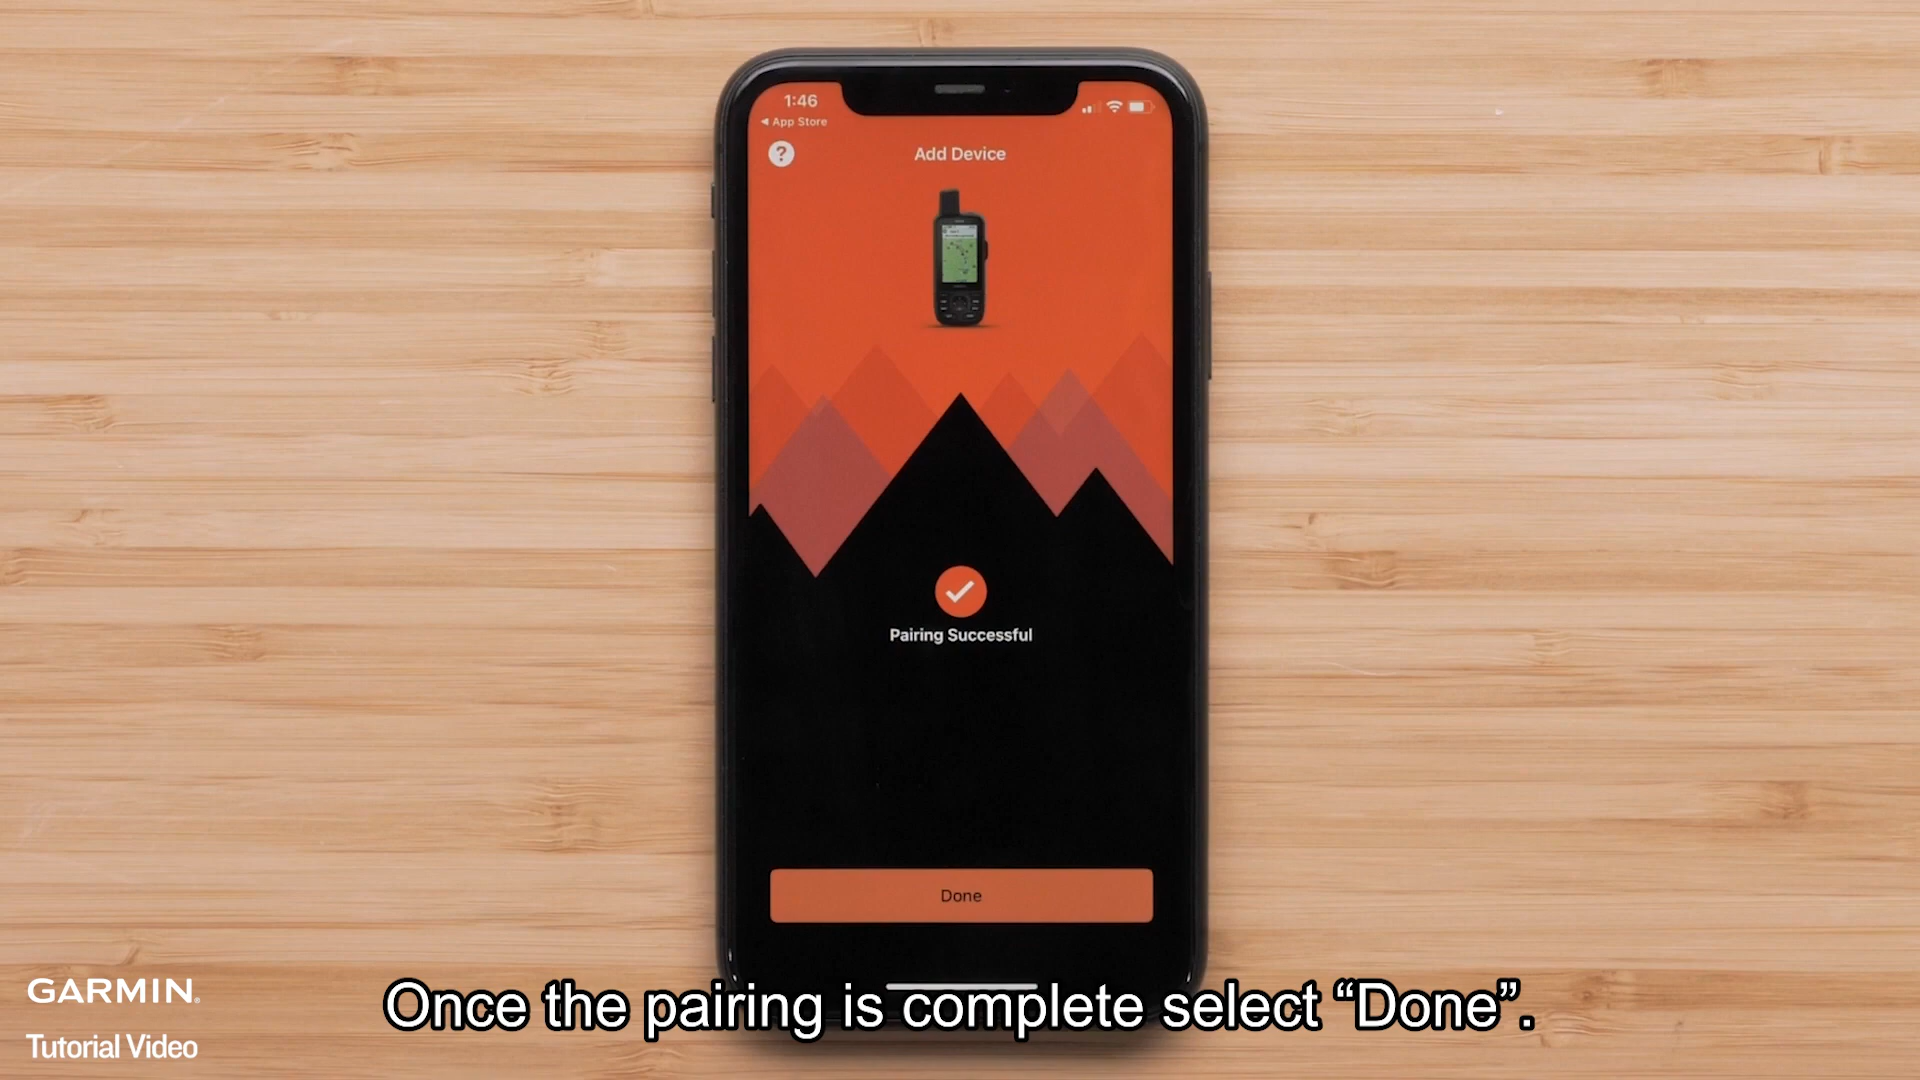 1:46
◀ App Store
?
Add Device
Pairing Successful
Done
Once the pairing is complete select “Done”.
GARMIN®
Tutorial Video